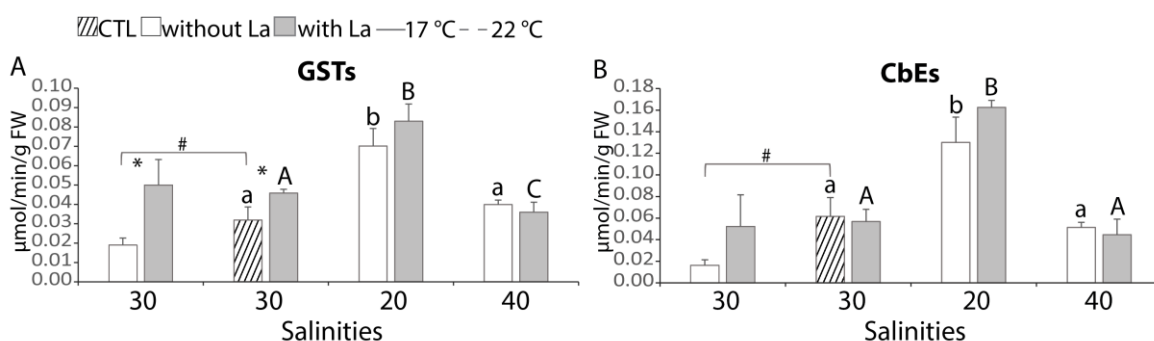 CTL without La with La 17 °C 22 °C
A GSTs
µmol/min/g FW
0.10
0.09
0.08
0.07
0.06
0.05
0.04
0.03
0.02
0.01
0.00
* # a * A b B a C
30 30 20 40
Salinities
B CbEs
µmol/min/g FW
0.18
0.16
0.14
0.12
0.10
0.08
0.06
0.04
0.02
0.00
# a A b B a A
30 30 20 40
Salinities